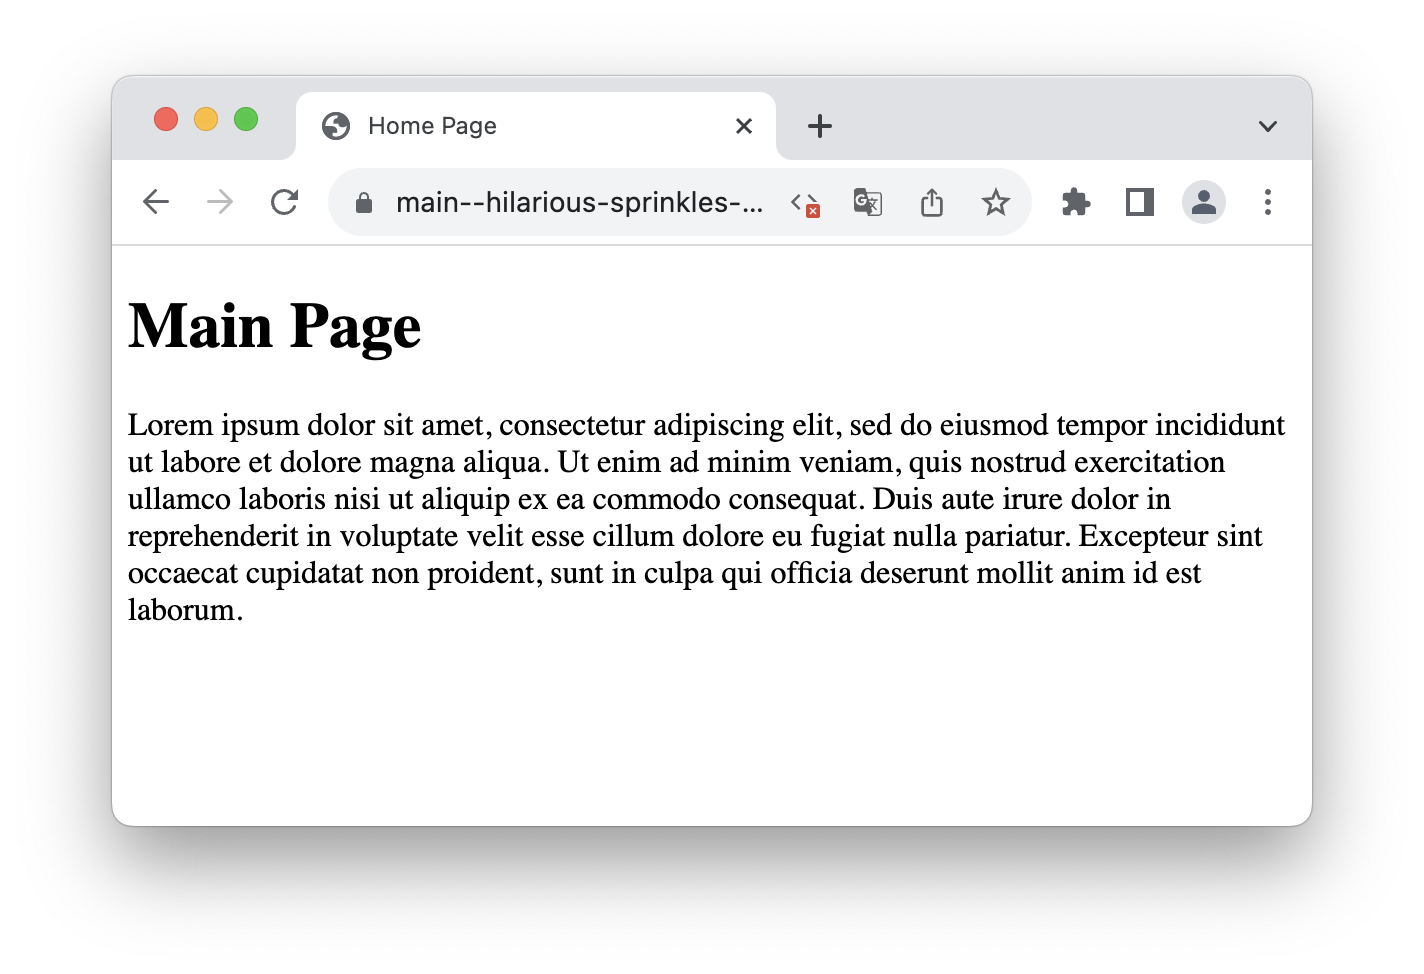 Home Page
main--hilarious-sprinkles-...
Main Page
Lorem ipsum dolor sit amet, consectetur adipiscing elit, sed do eiusmod tempor incididunt
ut labore et dolore magna aliqua. Ut enim ad minim veniam, quis nostrud exercitation
ullamco laboris nisi ut aliquip ex ea commodo consequat. Duis aute irure dolor in
reprehenderit in voluptate velit esse cillum dolore eu fugiat nulla pariatur. Excepteur sint
occaecat cupidatat non proident, sunt in culpa qui officia deserunt mollit anim id est
laborum.